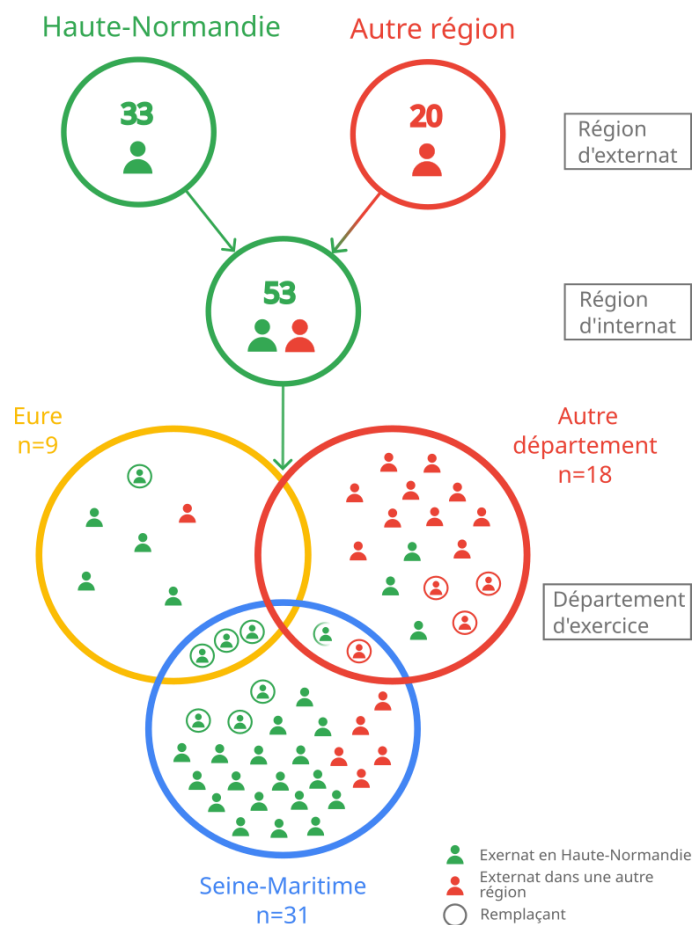 Haute-Normandie
Autre région
33
20
Région
d'externat
53
Région
d'internat
Eure
n=9
Autre
département
n=18
Département
d'exercice
Seine-Maritime
n=31
Exernat en Haute-Normandie
Externat dans une autre
région
Remplaçant